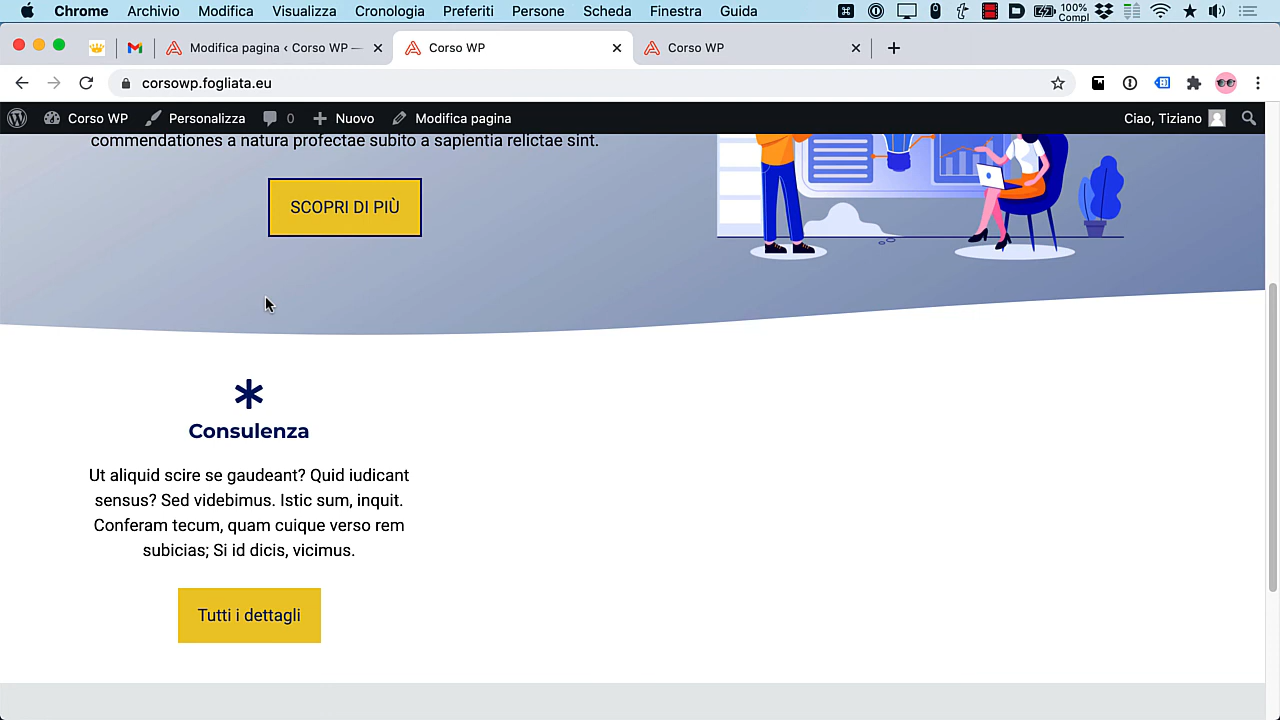 Chrome Archivio Modifica Visualizza Cronologia Preferiti Persone Scheda Finestra Guida 100% Compl
Modifica pagina ‹ Corso WP — Corso WP Corso WP
corsowp.fogliata.eu
Corso WP Personalizza 0 Nuovo Modifica pagina Ciao, Tiziano
commendationes a natura profectae subito a sapientia relictae sint.
SCOPRI DI PIÙ
Consulenza
Ut aliquid scire se gaudeant? Quid iudicant
sensus? Sed videbimus. Istic sum, inquit.
Conferam tecum, quam cuique verso rem
subicias; Si id dicis, vicimus.
Tutti i dettagli